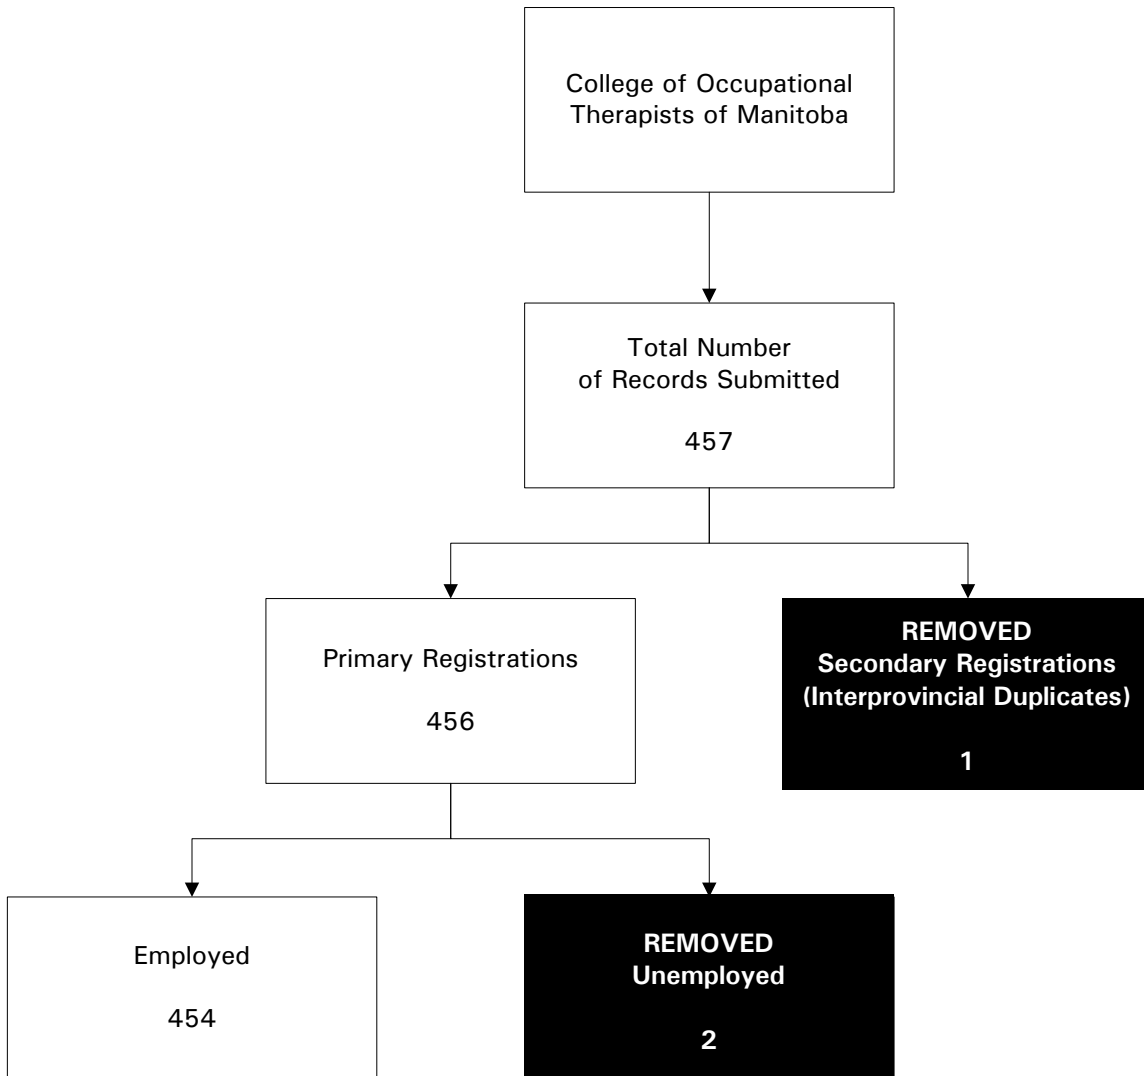 College of Occupational
Therapists of Manitoba
Total Number
of Records Submitted
457
Primary Registrations
456
REMOVED
Secondary Registrations
(Interprovincial Duplicates)
1
Employed
454
REMOVED
Unemployed
2